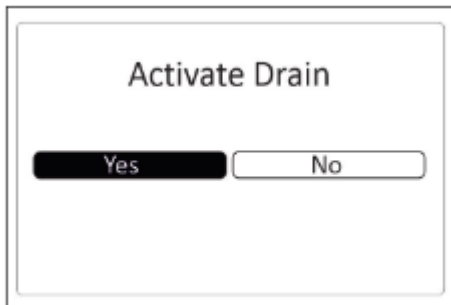 Activate Drain
Yes No